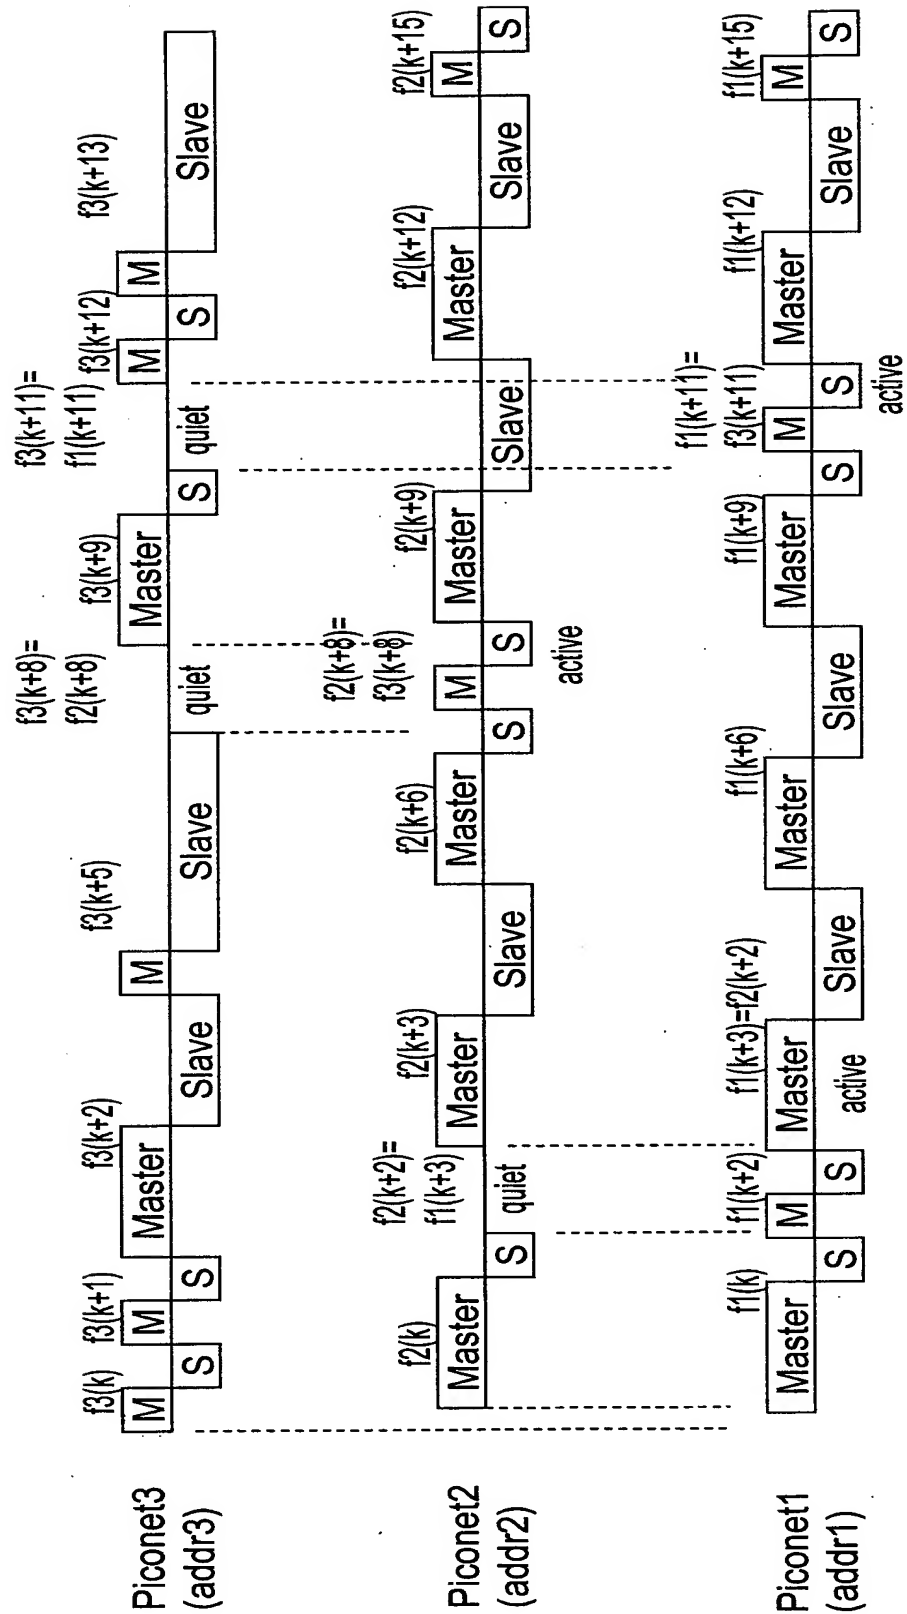 f3(k+8)= f3(k+11)=
f2(k+8) f1(k+11)
f3(k) f3(k+1) f3(k+2) f3(k+5) f3(k+9) f3(k+12) f3(k+13)
Piconet3
(addr3)
M M Master M Master M M
S S Slave Slave quiet S quiet S Slave
f2(k+8)=
f3(k+8)
f2(k+2)=
f1(k+3)
f2(k) f2(k+3) f2(k+6) f2(k+9) f2(k+12) f2(k+15)
Piconet2
(addr2)
Master Master Master M Master Master M
S quiet Slave S S Slave Slave S
active
f1(k+11)=
f3(k+11)
f1(k) f1(k+2) f1(k+3)=f2(k+2) f1(k+6) f1(k+9) f1(k+12) f1(k+15)
Piconet1
(addr1)
Master M Master Master Master M Master M
S S active Slave Slave S S Slave S
active